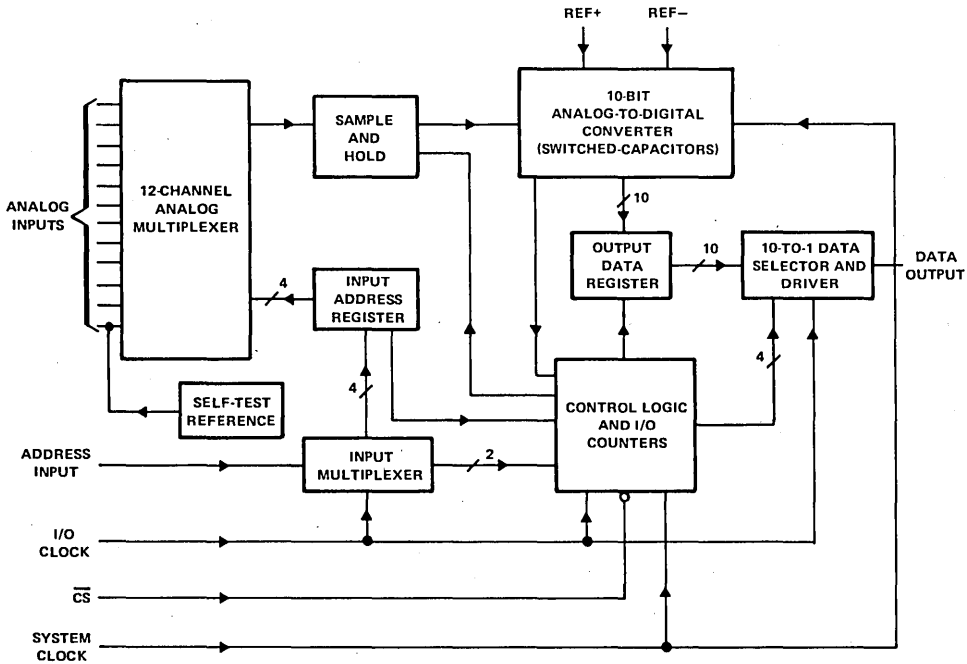 REF+
REF−
10-BIT
ANALOG-TO-DIGITAL
CONVERTER
(SWITCHED-CAPACITORS)
SAMPLE
AND
HOLD
12-CHANNEL
ANALOG
MULTIPLEXER
ANALOG
INPUTS
10
OUTPUT
DATA
REGISTER
10
10-TO-1 DATA
SELECTOR AND
DRIVER
DATA
OUTPUT
4
INPUT
ADDRESS
REGISTER
4
4
SELF-TEST
REFERENCE
CONTROL LOGIC
AND I/O
COUNTERS
ADDRESS
INPUT
INPUT
MULTIPLEXER
2
I/O
CLOCK
CS
SYSTEM
CLOCK